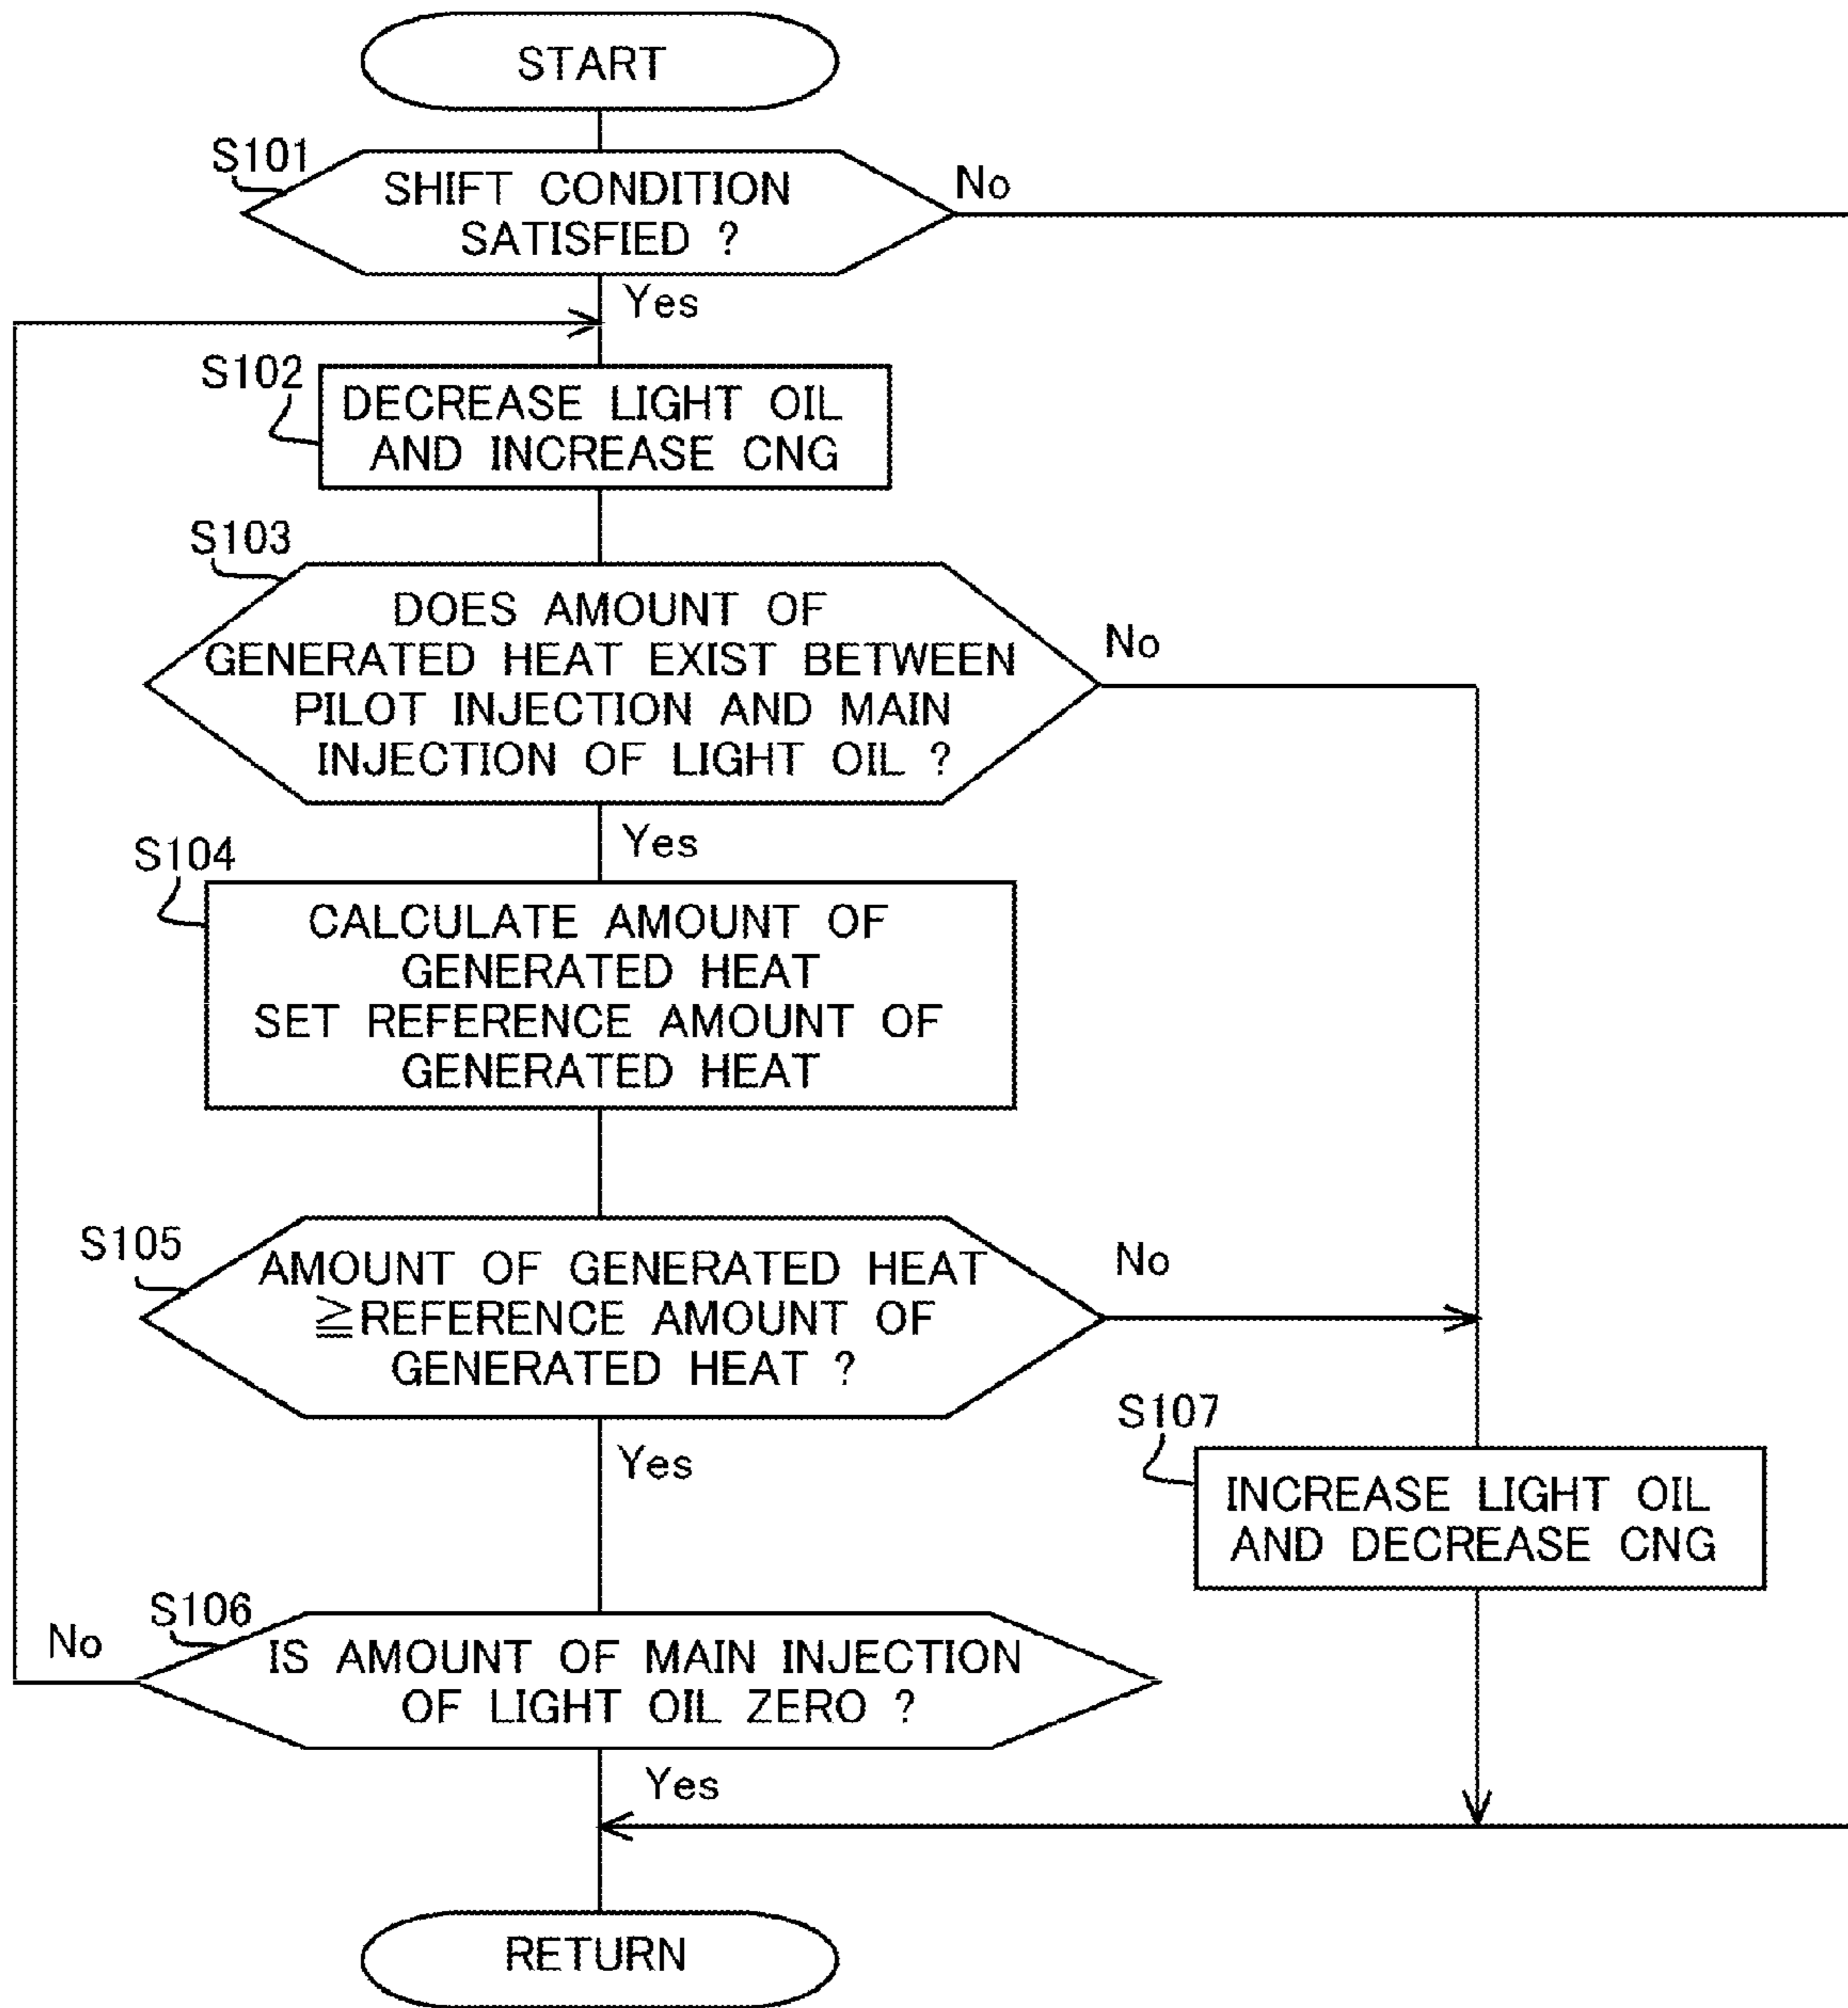 START
S101
SHIFT CONDITION
SATISFIED ?
No
Yes
S102
DECREASE LIGHT OIL
AND INCREASE CNG
S103
DOES AMOUNT OF
GENERATED HEAT EXIST BETWEEN
PILOT INJECTION AND MAIN
INJECTION OF LIGHT OIL ?
No
Yes
S104
CALCULATE AMOUNT OF
GENERATED HEAT
SET REFERENCE AMOUNT OF
GENERATED HEAT
S105
AMOUNT OF GENERATED HEAT
≧REFERENCE AMOUNT OF
GENERATED HEAT ?
No
Yes
S107
INCREASE LIGHT OIL
AND DECREASE CNG
S106
No
IS AMOUNT OF MAIN INJECTION
OF LIGHT OIL ZERO ?
Yes
RETURN